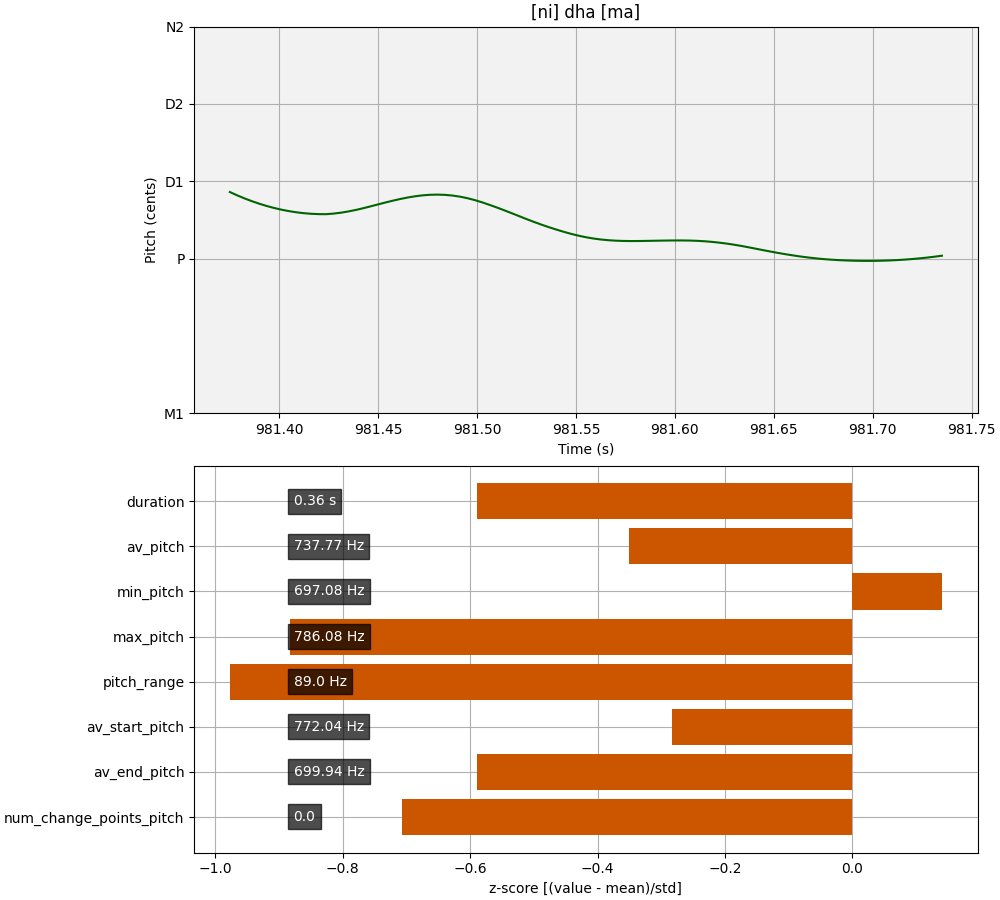 [ni] dha [ma]
N2
D2
D1
P
M1
Pitch (cents)
981.40 981.45 981.50 981.55 981.60 981.65 981.70 981.75
Time (s)
duration 0.36 s
av_pitch 737.77 Hz
min_pitch 697.08 Hz
max_pitch 786.08 Hz
pitch_range 89.0 Hz
av_start_pitch 772.04 Hz
av_end_pitch 699.94 Hz
num_change_points_pitch 0.0
−1.0 −0.8 −0.6 −0.4 −0.2 0.0
z-score [(value - mean)/std]